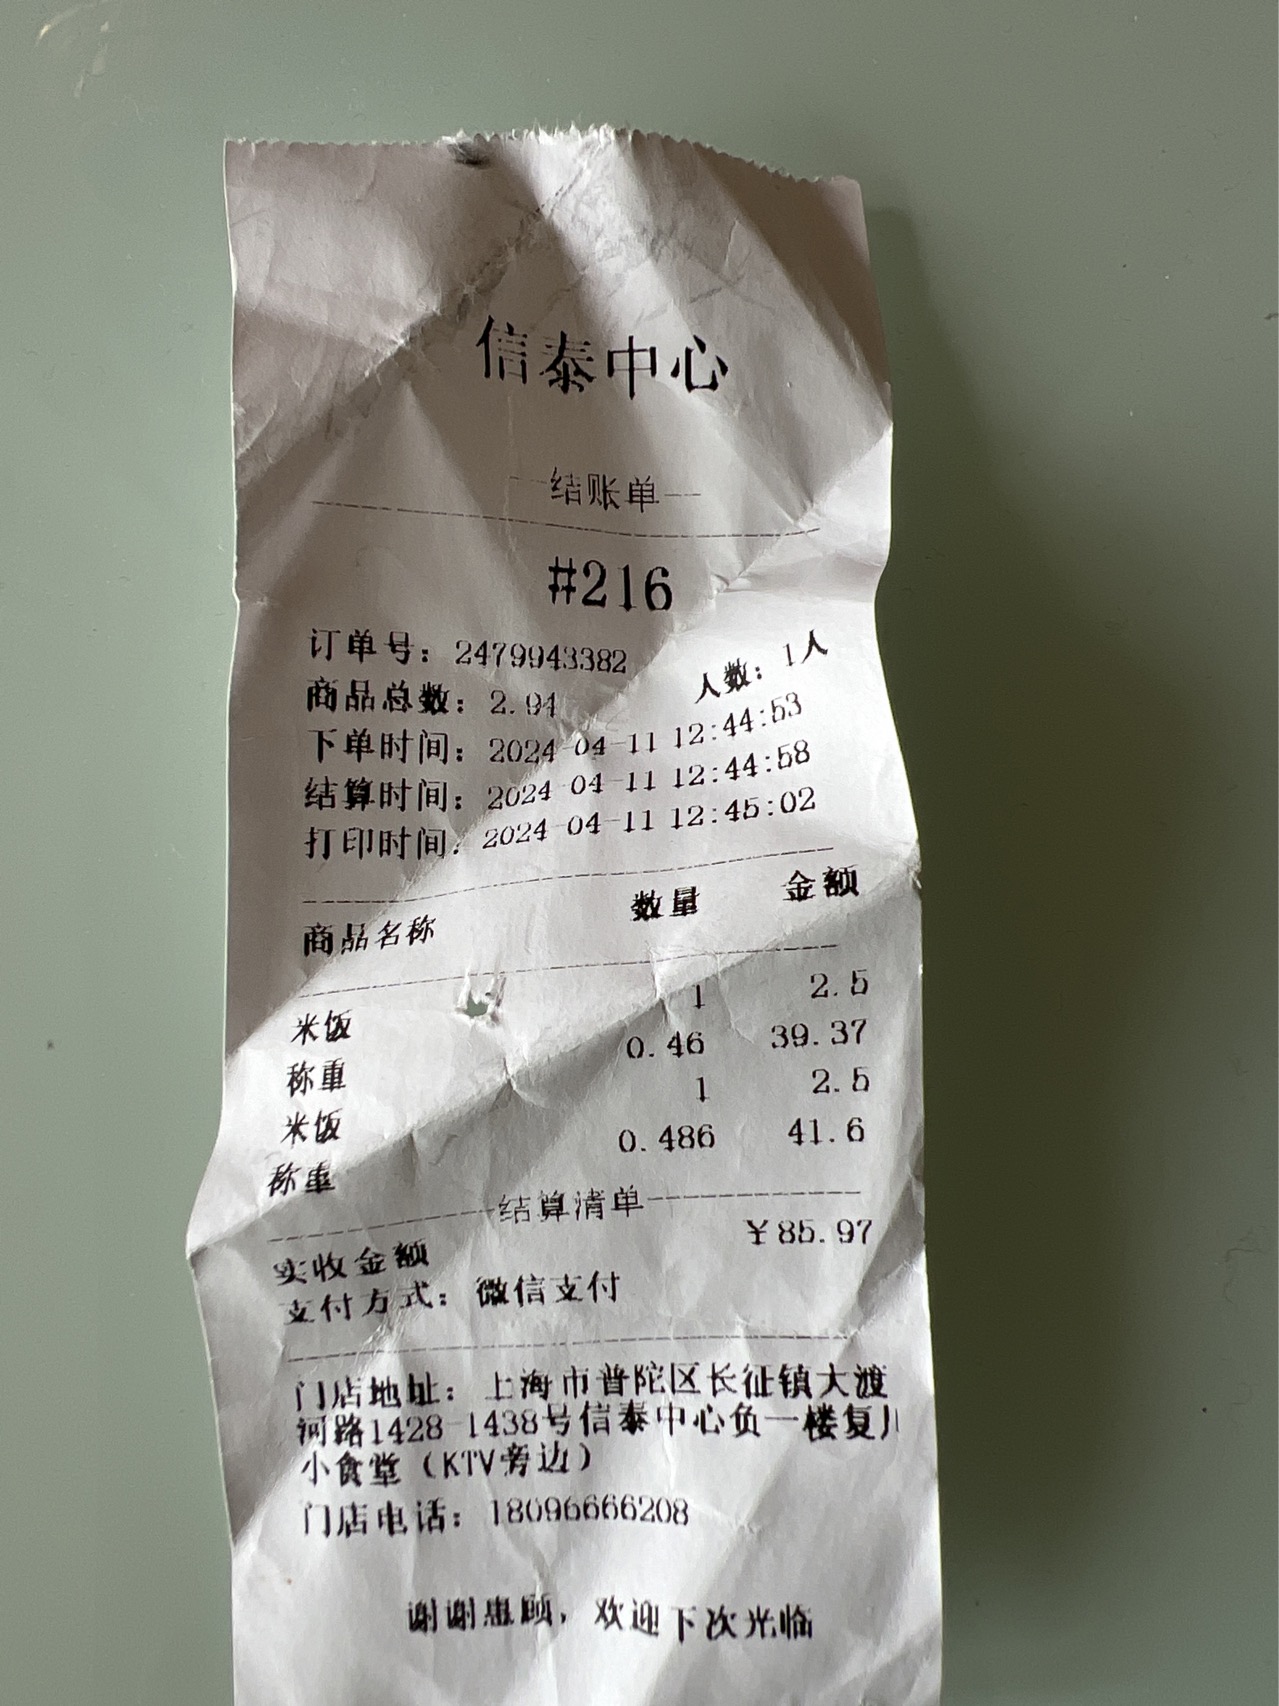 信泰中心
--结账单--
#216
订单号：2479943382
人数：1人
商品总数：2.94
下单时间：2024-04-11 12:44:53
结算时间：2024-04-11 12:44:58
打印时间：2024-04-11 12:45:02
商品名称 数量 金额
米饭 1 2.5
称重 0.46 39.37
米饭 1 2.5
称重 0.486 41.6
结算清单
实收金额 ￥85.97
支付方式：微信支付
门店地址：上海市普陀区长征镇大渡
河路1428-1438号信泰中心负一楼复
小食堂（KTV旁边）
门店电话：18096666208
谢谢惠顾，欢迎下次光临